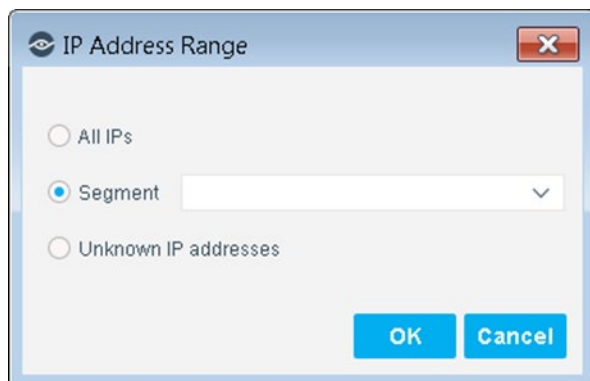 IP Address Range
All IPs
Segment
Unknown IP addresses
OK Cancel